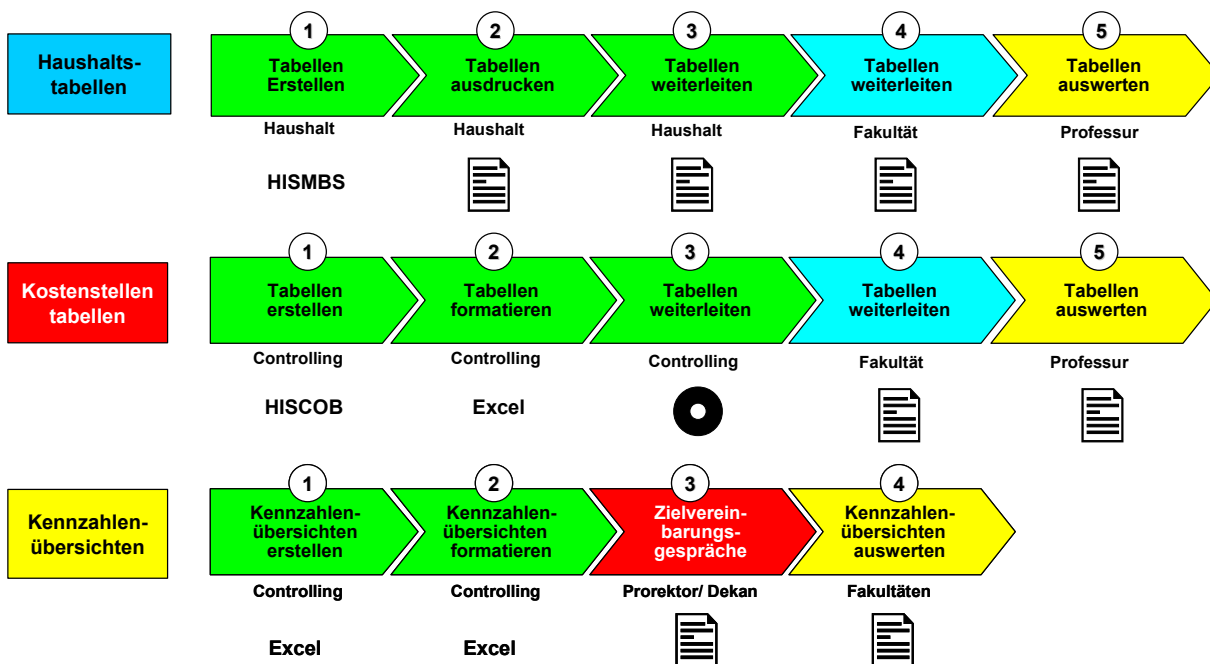 1 2 3 4 5
Haushalts-
tabellen
Tabellen
Erstellen
Tabellen
ausdrucken
Tabellen
weiterleiten
Tabellen
weiterleiten
Tabellen
auswerten
Haushalt Haushalt Haushalt Fakultät Professur
HISMBS
1 2 3 4 5
Kostenstellen
tabellen
Tabellen
erstellen
Tabellen
formatieren
Tabellen
weiterleiten
Tabellen
weiterleiten
Tabellen
auswerten
Controlling Controlling Controlling Fakultät Professur
HISCOB Excel
1 2 3 4
Kennzahlen-
übersichten
Kennzahlen-
übersichten
erstellen
Kennzahlen-
übersichten
formatieren
Zielverein-
barungs-
gespräche
Kennzahlen-
übersichten
auswerten
Controlling Controlling Prorektor/ Dekan Fakultäten
Excel Excel